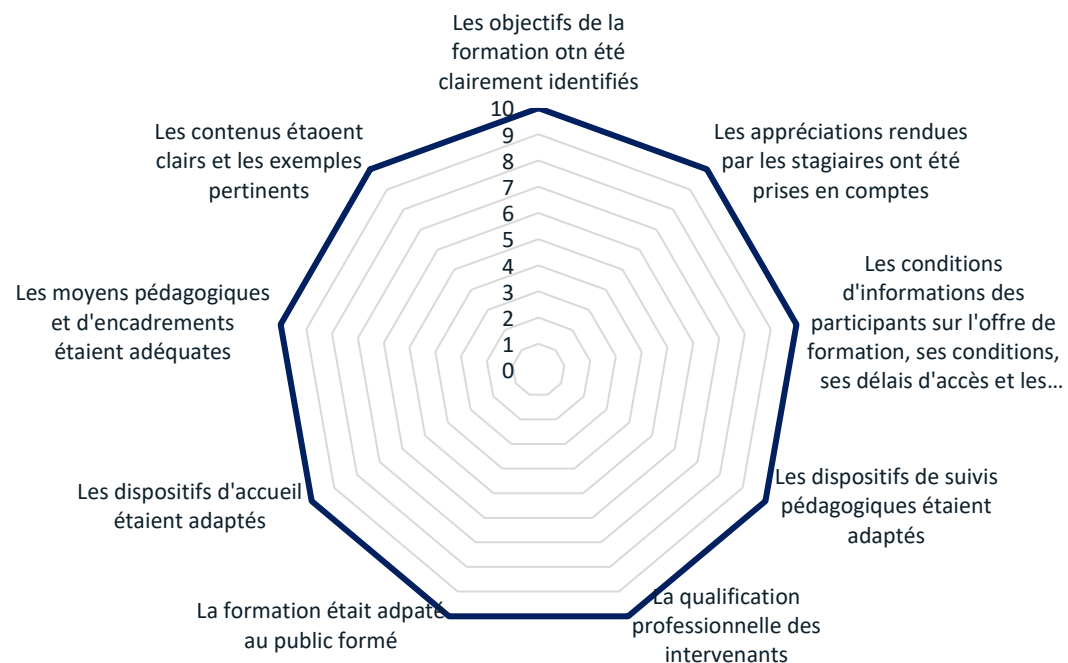 Les objectifs de la
formation otn été
clairement identifiés
Les appréciations rendues
par les stagiaires ont été
prises en comptes
Les conditions
d'informations des
participants sur l'offre de
formation, ses conditions,
ses délais d'accès et les…
Les dispositifs de suivis
pédagogiques étaient
adaptés
La qualification
professionnelle des
intervenants
La formation était adpaté
au public formé
Les dispositifs d'accueil
étaient adaptés
Les moyens pédagogiques
et d'encadrements
étaient adéquates
Les contenus étaoent
clairs et les exemples
pertinents
10
9
8
7
6
5
4
3
2
1
0